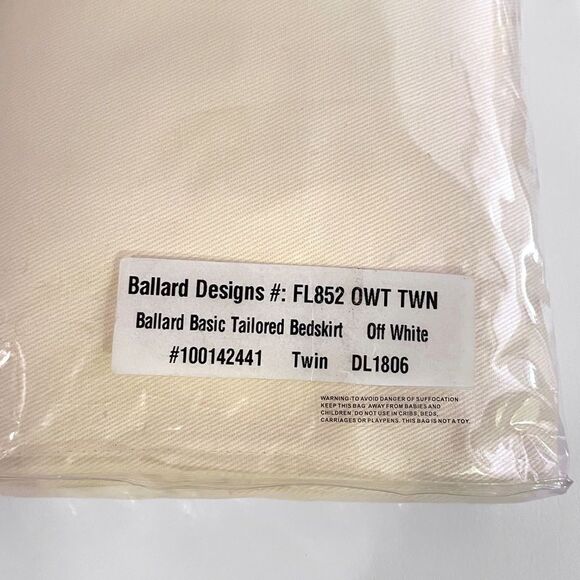 Ballard Designs #: FL852 OWT TWN
Ballard Basic Tailored Bedskirt Off White
#100142441 Twin DL1806
WARNING-TO AVOID DANGER OF SUFFOCATION
KEEP THIS BAG AWAY FROM BABIES AND
CHILDREN. DO NOT USE IN CRIBS, BEDS,
CARRIAGES OR PLAYPENS. THIS BAG IS NOT A TOY.